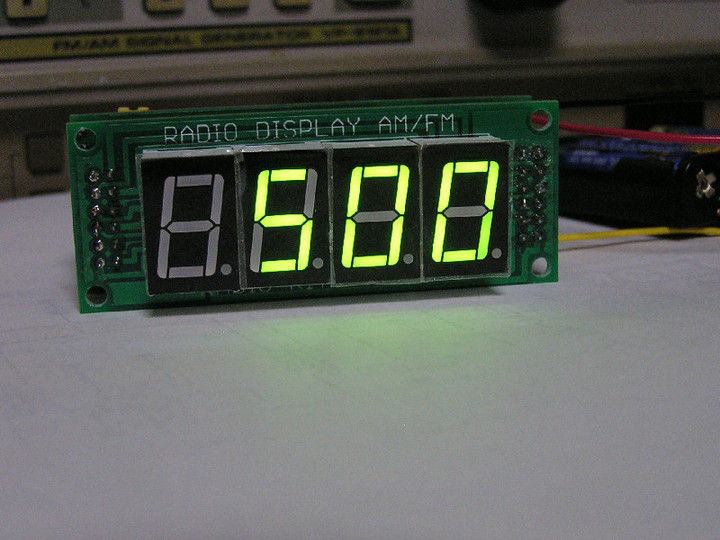 FM/AM SIGNAL GENERATOR
RADIO DISPLAY AM/FM
500